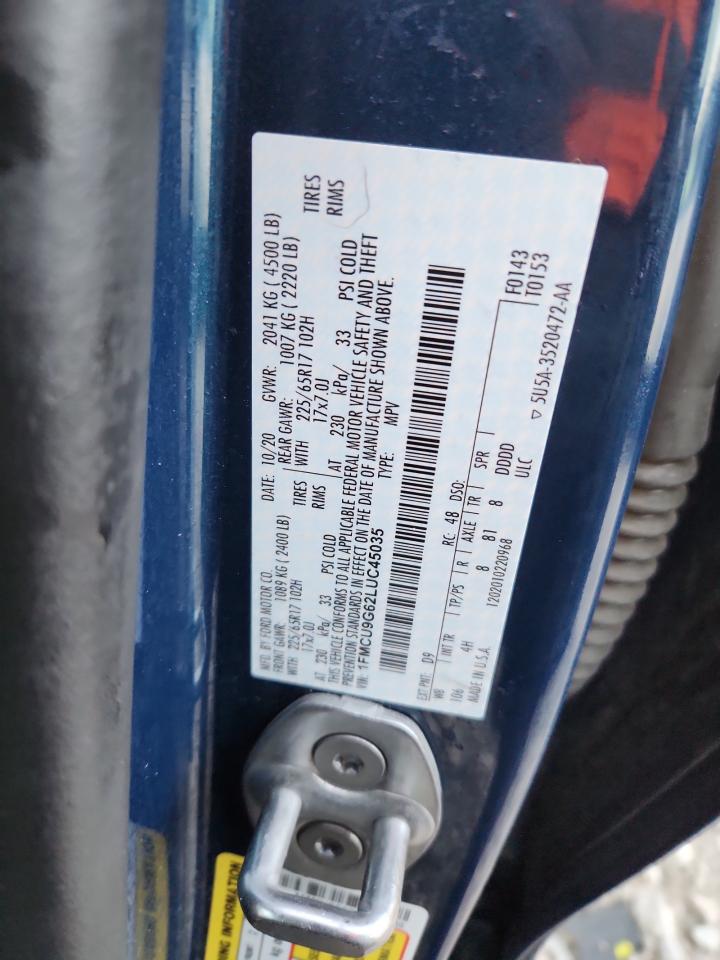 MFD. BY FORD MOTOR CO.
DATE: 10/20 GVWR: 2041 KG ( 4500 LB)
FRONT GAWR: 1089 KG ( 2400 LB) REAR GAWR: 1007 KG ( 2220 LB)
WITH 225/65R17 102H TIRES WITH 225/65R17 102H TIRES
17x7.0J RIMS 17x7.0J RIMS
AT 230 kPa/ 33 PSI COLD AT 230 kPa/ 33 PSI COLD
THIS VEHICLE CONFORMS TO ALL APPLICABLE FEDERAL MOTOR VEHICLE SAFETY AND THEFT
PREVENTION STANDARDS IN EFFECT ON THE DATE OF MANUFACTURE SHOWN ABOVE.
VIN: 1FMCU9G62LUC45035 TYPE: MPV
EXT PNT: D9 RC: 48 DSO:
WB INT TR TP/PS R AXLE TR SPR F0143
106 4H 8 81 8 DDDD T0153
MADE IN U.S.A. 1202010220968 ULC ▽ 5U5A-3520472-AA
INFORMATION